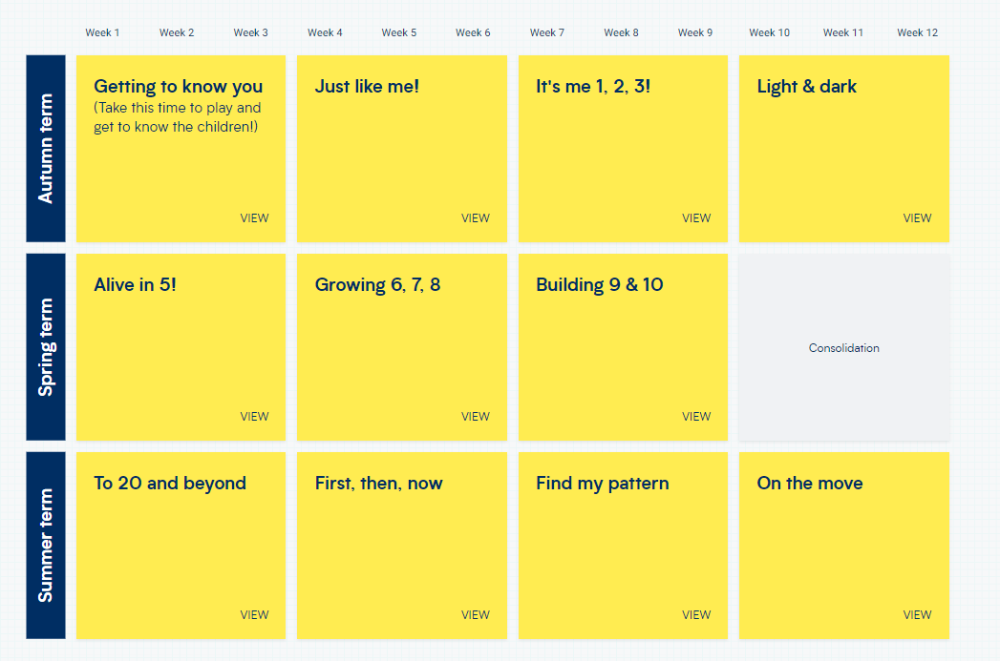 Week 1 Week 2 Week 3 Week 4 Week 5 Week 6 Week 7 Week 8 Week 9 Week 10 Week 11 Week 12
Autumn term
Getting to know you
(Take this time to play and
get to know the children!)
VIEW
Just like me!
VIEW
It's me 1, 2, 3!
VIEW
Light & dark
VIEW
Spring term
Alive in 5!
VIEW
Growing 6, 7, 8
VIEW
Building 9 & 10
VIEW
Consolidation
Summer term
To 20 and beyond
VIEW
First, then, now
VIEW
Find my pattern
VIEW
On the move
VIEW